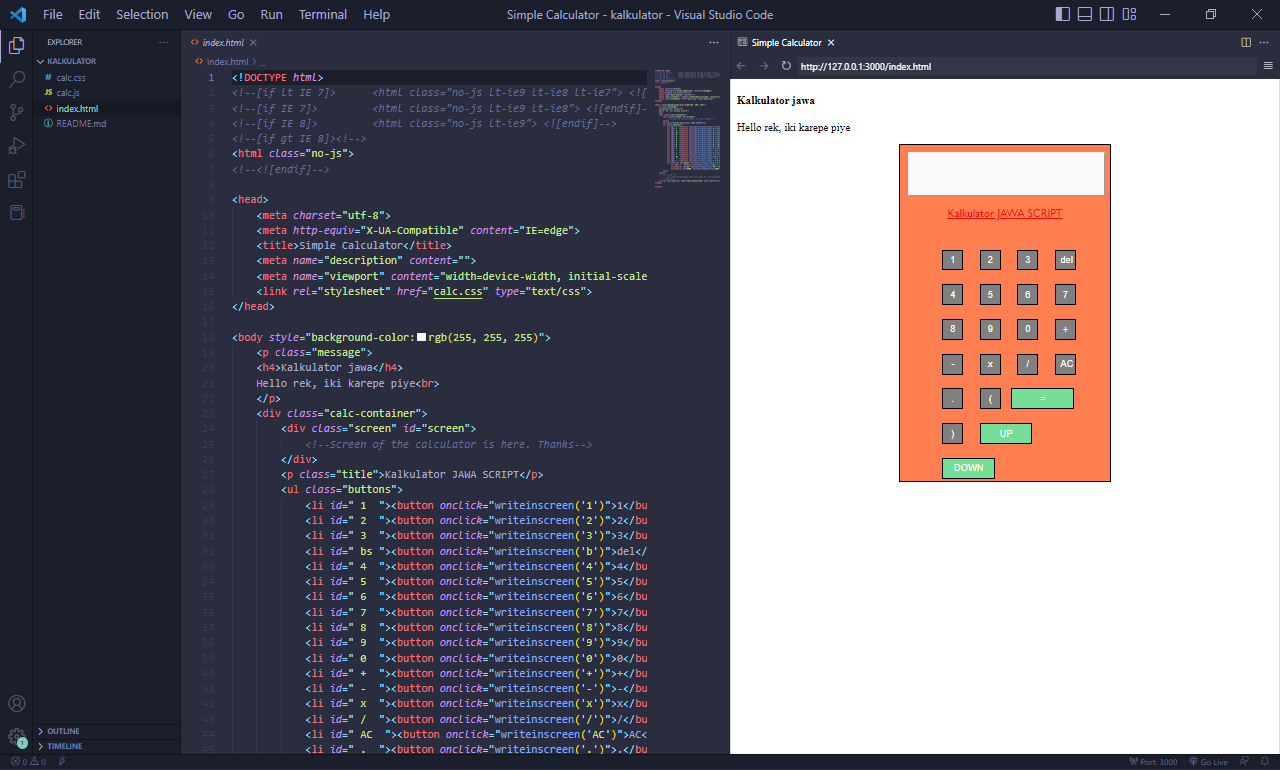 File Edit Selection View Go Run Terminal Help
Simple Calculator - kalkulator - Visual Studio Code
EXPLORER
KALKULATOR
# calc.css
JS calc.js
<> index.html
README.md
OUTLINE
TIMELINE
<> index.html
<> index.html > ...
1 <!DOCTYPE html>
2 <!--[if lt IE 7]> <html class="no-js lt-ie9 lt-ie8 lt-ie7"> <![
3 <!--[if IE 7]> <html class="no-js lt-ie9 lt-ie8"> <![endif]-
4 <!--[if IE 8]> <html class="no-js lt-ie9"> <![endif]-->
5 <!--[if gt IE 8]><!-->
6 <html class="no-js">
7 <!--<![endif]-->
8
9 <head>
10 <meta charset="utf-8">
11 <meta http-equiv="X-UA-Compatible" content="IE=edge">
12 <title>Simple Calculator</title>
13 <meta name="description" content="">
14 <meta name="viewport" content="width=device-width, initial-scale
15 <link rel="stylesheet" href="calc.css" type="text/css">
16 </head>
17
18 <body style="background-color: rgb(255, 255, 255)">
19 <p class="message">
20 <h4>Kalkulator jawa</h4>
21 Hello rek, iki karepe piye<br>
22 </p>
23 <div class="calc-container">
24 <div class="screen" id="screen">
25 <!--Screen of the calculator is here. Thanks-->
26 </div>
27 <p class="title">Kalkulator JAWA SCRIPT</p>
28 <ul class="buttons">
29 <li id=" 1 "><button onclick="writeinscreen('1')">1</bu
30 <li id=" 2 "><button onclick="writeinscreen('2')">2</bu
31 <li id=" 3 "><button onclick="writeinscreen('3')">3</bu
32 <li id=" bs "><button onclick="writeinscreen('b')">del</
33 <li id=" 4 "><button onclick="writeinscreen('4')">4</bu
34 <li id=" 5 "><button onclick="writeinscreen('5')">5</bu
35 <li id=" 6 "><button onclick="writeinscreen('6')">6</bu
36 <li id=" 7 "><button onclick="writeinscreen('7')">7</bu
37 <li id=" 8 "><button onclick="writeinscreen('8')">8</bu
38 <li id=" 9 "><button onclick="writeinscreen('9')">9</bu
39 <li id=" 0 "><button onclick="writeinscreen('0')">0</bu
40 <li id=" + "><button onclick="writeinscreen('+')">+</bu
41 <li id=" - "><button onclick="writeinscreen('-')">-</bu
42 <li id=" x "><button onclick="writeinscreen('x')">x</bu
43 <li id=" / "><button onclick="writeinscreen('/')">/</bu
44 <li id=" AC "><button onclick="writeinscreen('AC')">AC<
45 <li id=" . "><button onclick="writeinscreen('.')">.</bu
Simple Calculator
http://127.0.0.1:3000/index.html
Kalkulator jawa
Hello rek, iki karepe piye
Kalkulator JAWA SCRIPT
1 2 3 del
4 5 6 7
8 9 0 +
- x / AC
. ( =
) UP
DOWN
1
0 0
Port: 3000 Go Live